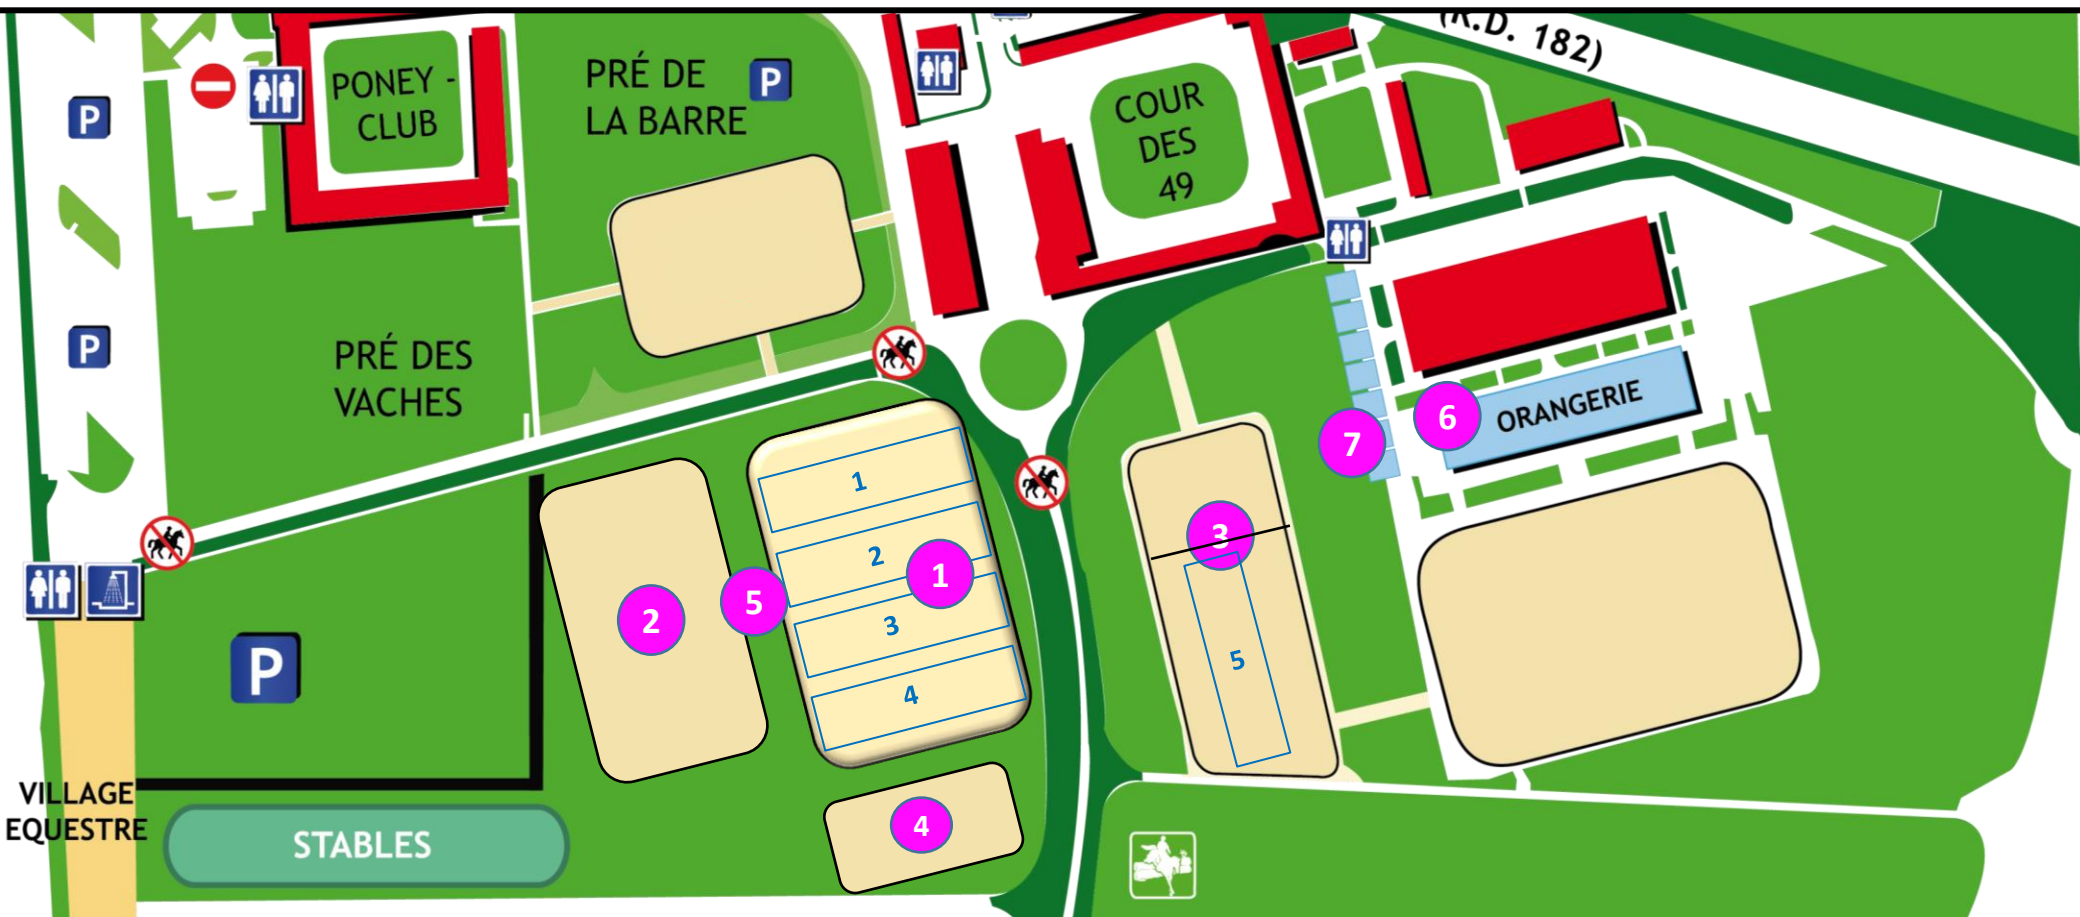 (R.D. 182)
P
PONEY -
CLUB
PRÉ DE
LA BARRE
P
COUR
DES
49
P
PRÉ DES
VACHES
ORANGERIE
6
7
1
2
3
4
1
5
2
3
5
4
P
VILLAGE
EQUESTRE
STABLES